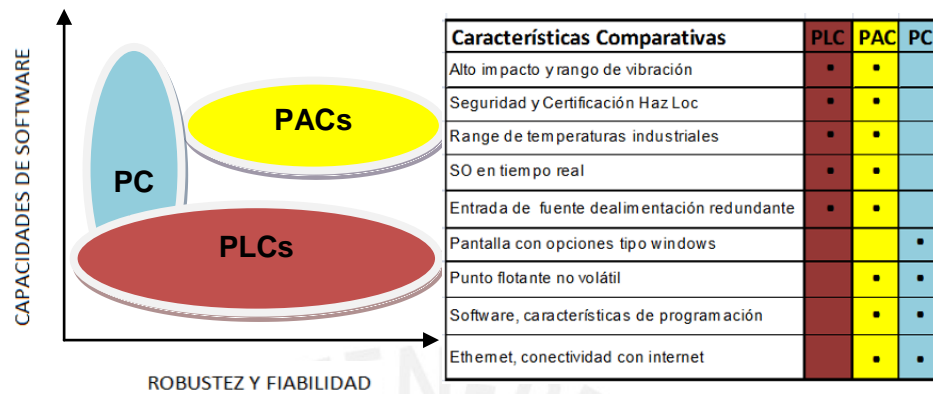 CAPACIDADES DE SOFTWARE
PC
PACs
PLCs
ROBUSTEZ Y FIABILIDAD
Características Comparativas PLC PAC PC
Alto impacto y rango de vibración ▪ ▪
Seguridad y Certificación Haz Loc ▪ ▪
Range de temperaturas industriales ▪ ▪
SO en tiempo real ▪ ▪
Entrada de fuente dealimentación redundante ▪ ▪
Pantalla con opciones tipo windows ▪
Punto flotante no volátil ▪ ▪
Software, características de programación ▪ ▪
Ethernet, conectividad con internet ▪ ▪